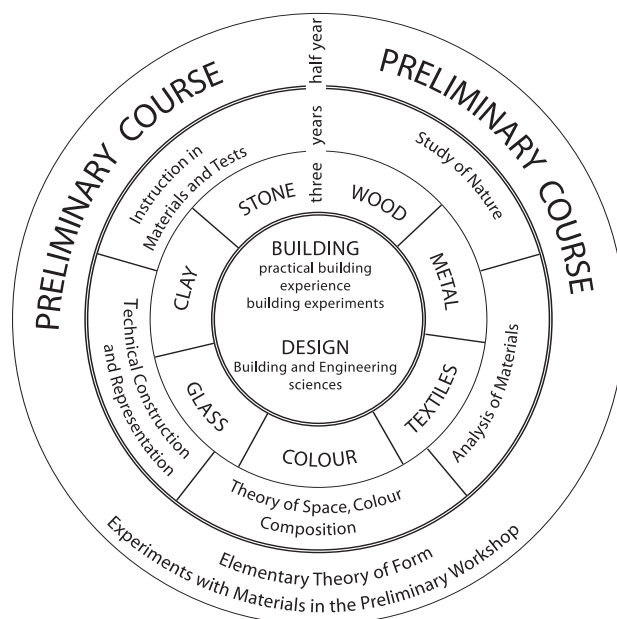 PRELIMINARY COURSE
half year
PRELIMINARY COURSE
Elementary Theory of Form
Experiments with Materials in the Preliminary Workshop
three years
Instruction in
Materials and Tests
Study of Nature
Analysis of Materials
Theory of Space, Colour
Composition
Technical Construction
and Representation
STONE
WOOD
METAL
TEXTILES
COLOUR
GLASS
CLAY
BUILDING
practical building
experience
building experiments
DESIGN
Building and Engineering
sciences